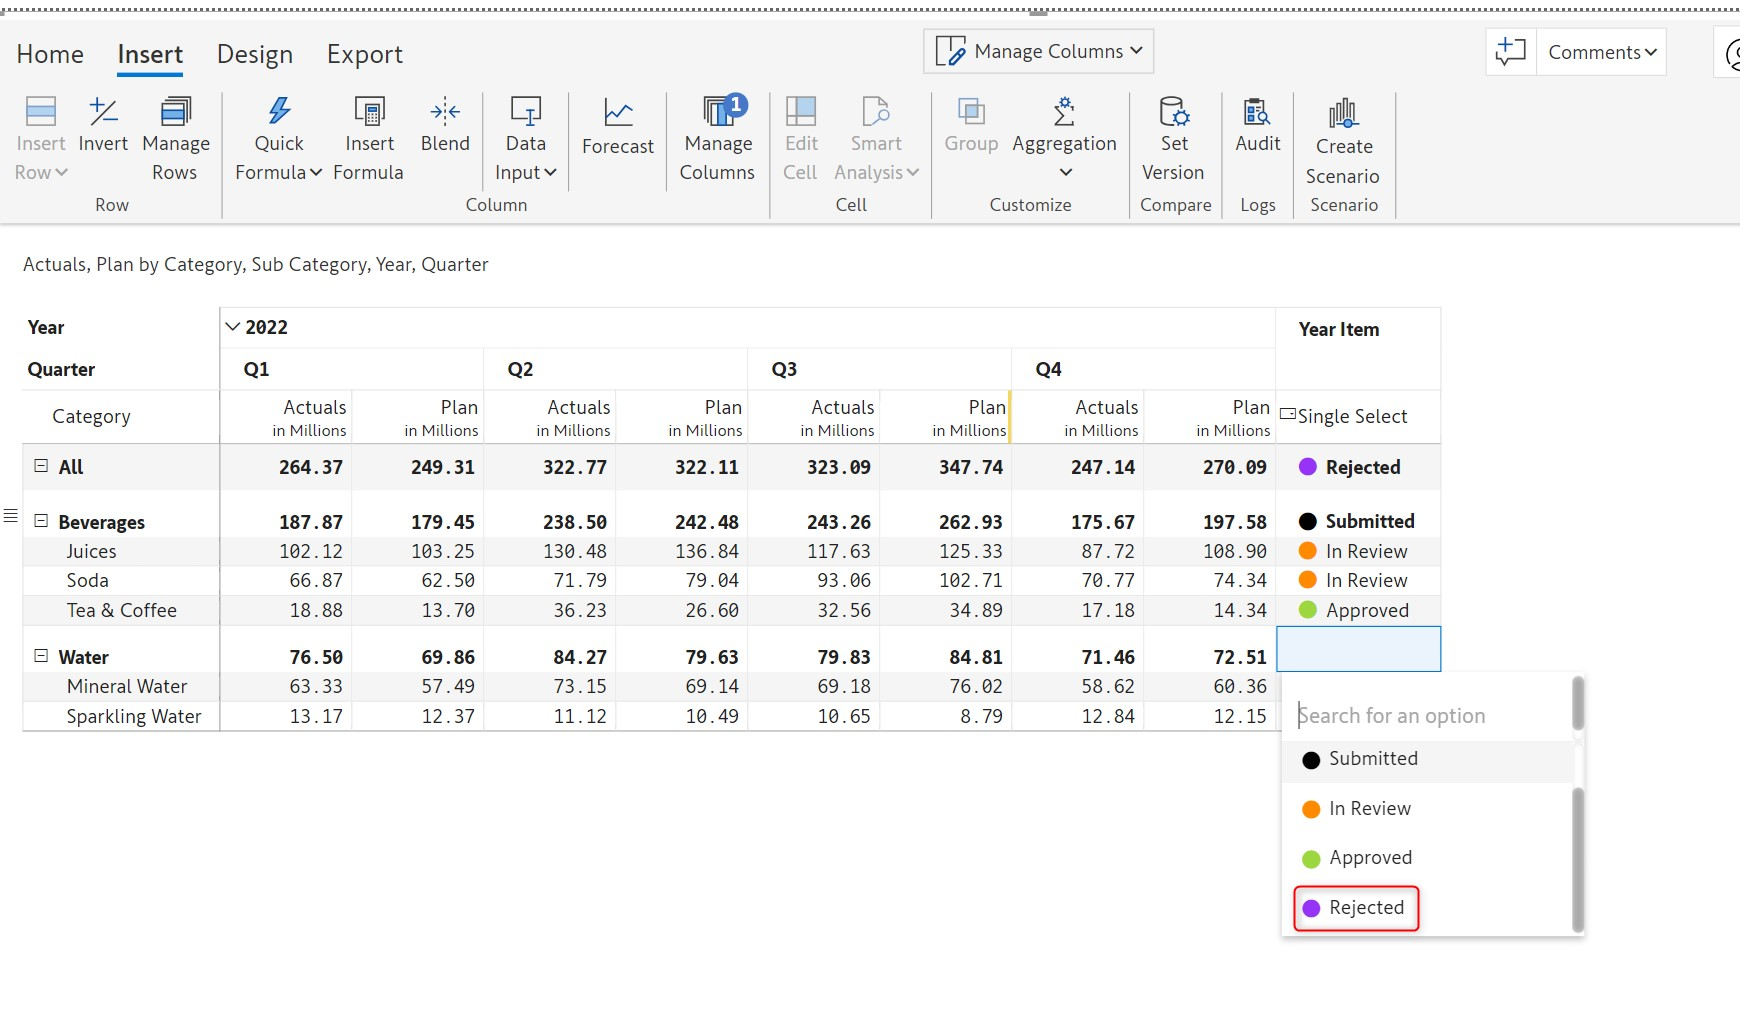 Home Insert Design Export Manage Columns Comments
Insert Row Invert Manage Rows Quick Formula Insert Formula Blend Data Input Forecast Manage Columns 1 Edit Cell Smart Analysis Group Aggregation Set Version Audit Create Scenario
Row Column Cell Customize Compare Logs Scenario
Actuals, Plan by Category, Sub Category, Year, Quarter
Year 2022 Year Item
Quarter Q1 Q2 Q3 Q4
Category Actuals in Millions Plan in Millions Actuals in Millions Plan in Millions Actuals in Millions Plan in Millions Actuals in Millions Plan in Millions Single Select
All 264.37 249.31 322.77 322.11 323.09 347.74 247.14 270.09 Rejected
Beverages 187.87 179.45 238.50 242.48 243.26 262.93 175.67 197.58 Submitted
Juices 102.12 103.25 130.48 136.84 117.63 125.33 87.72 108.90 In Review
Soda 66.87 62.50 71.79 79.04 93.06 102.71 70.77 74.34 In Review
Tea & Coffee 18.88 13.70 36.23 26.60 32.56 34.89 17.18 14.34 Approved
Water 76.50 69.86 84.27 79.63 79.83 84.81 71.46 72.51
Mineral Water 63.33 57.49 73.15 69.14 69.18 76.02 58.62 60.36
Sparkling Water 13.17 12.37 11.12 10.49 10.65 8.79 12.84 12.15
Search for an option
Submitted
In Review
Approved
Rejected